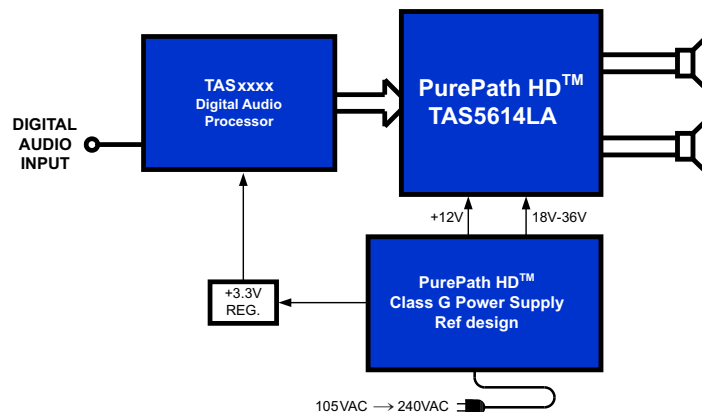 TASxxxx
Digital Audio
Processor
PurePath HD™
TAS5614LA
DIGITAL
AUDIO
INPUT
+12V
18V-36V
PurePath HD™
Class G Power Supply
Ref design
+3.3V
REG.
105VAC → 240VAC